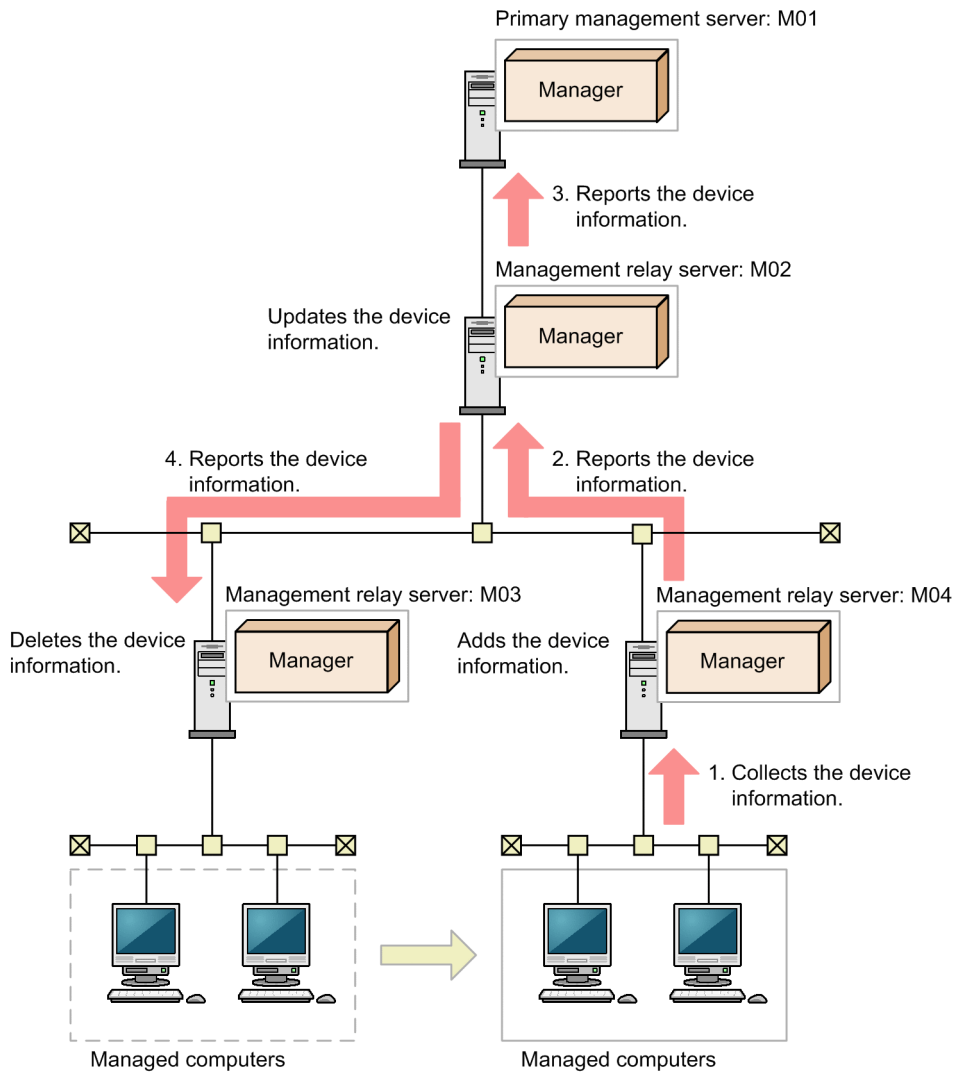 Primary management server: M01
Manager
3. Reports the device
information.
Management relay server: M02
Updates the device
information.
Manager
4. Reports the device
information.
2. Reports the device
information.
Management relay server: M03
Deletes the device
information.
Manager
Management relay server: M04
Adds the device
information.
Manager
1. Collects the device
information.
Managed computers
Managed computers